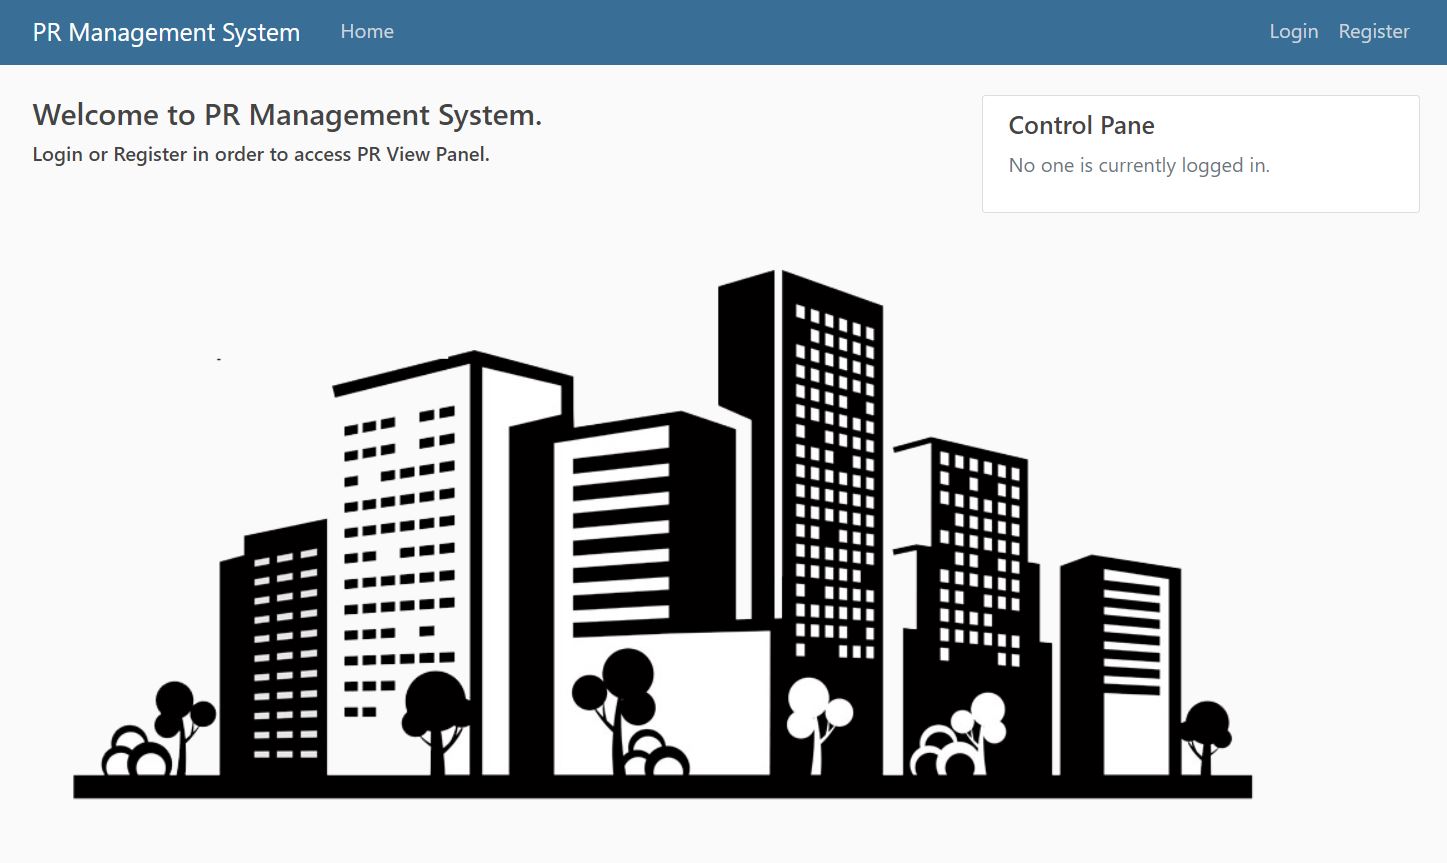 PR Management System Home Login Register
Welcome to PR Management System.
Login or Register in order to access PR View Panel.
Control Pane
No one is currently logged in.